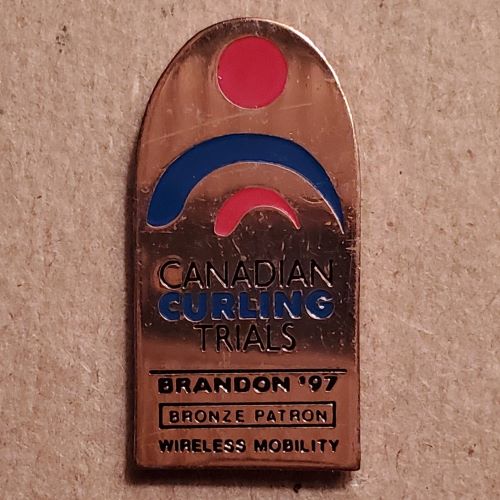 CANADIAN
CURLING
TRIALS
BRANDON '97
BRONZE PATRON
WIRELESS MOBILITY